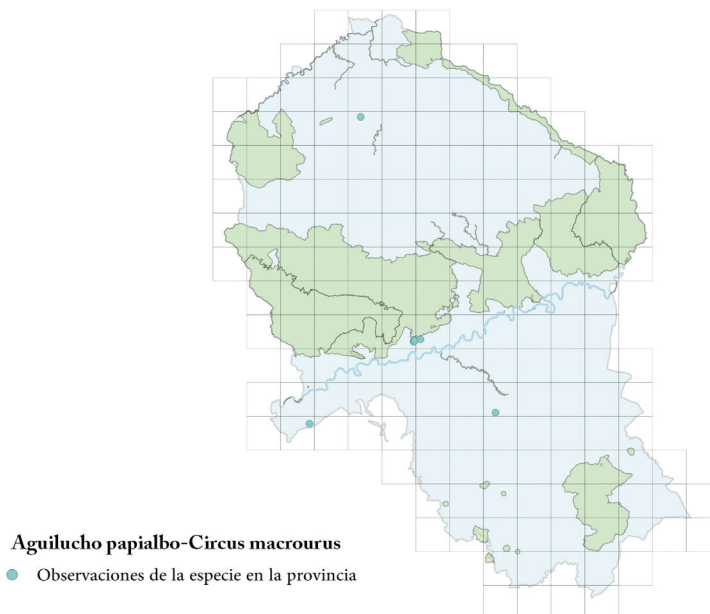 Aguilucho papialbo-Circus macrourus
Observaciones de la especie en la provincia